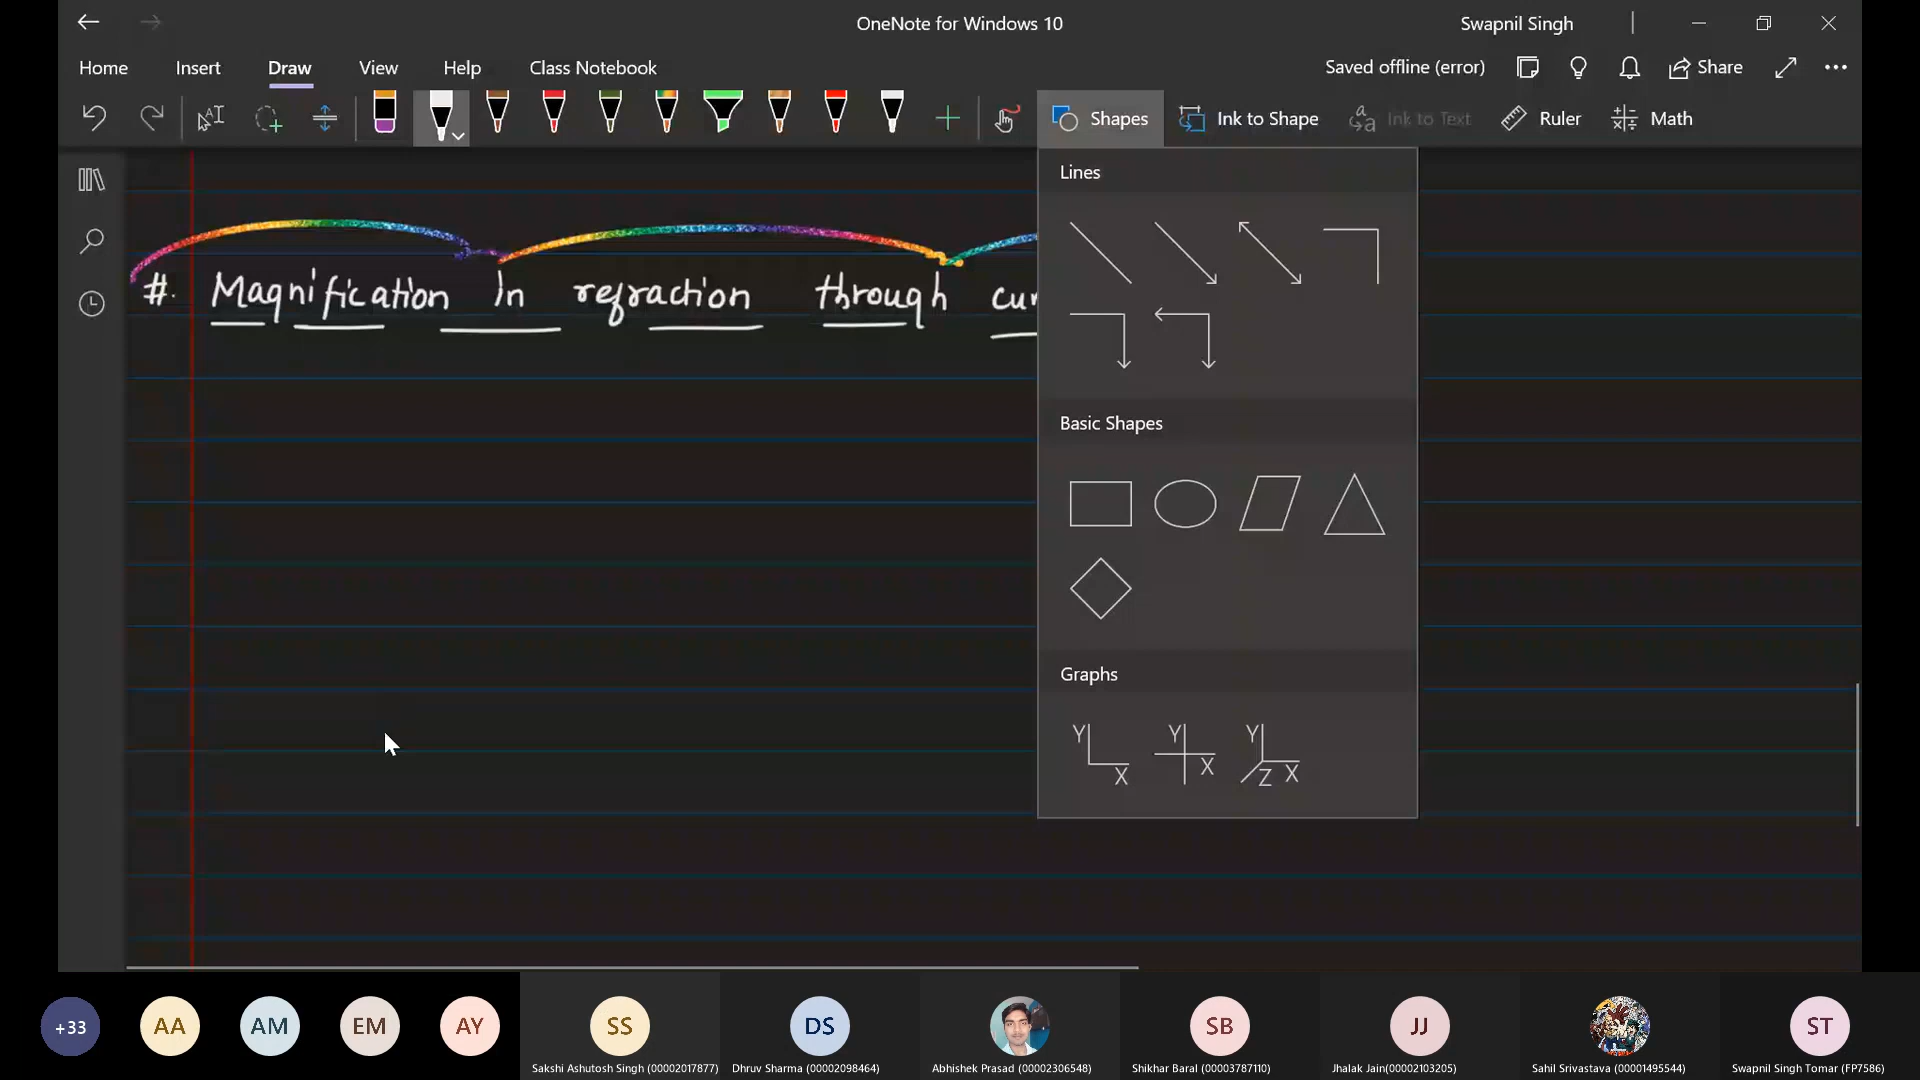 OneNote for Windows 10
Swapnil Singh
Home Insert Draw View Help Class Notebook
Saved offline (error) Share
Shapes Ink to Shape Ink to Text Ruler Math
Lines
#. Magnification In refraction through cur
Basic Shapes
Graphs
Y X Y X Y Z X
+33 AA AM EM AY SS DS SB JJ ST
Sakshi Ashutosh Singh (00002017877) Dhruv Sharma (00002098464) Abhishek Prasad (00002306548) Shikhar Baral (00003787110) Jhalak Jain(00002103205) Sahil Srivastava (00001495544) Swapnil Singh Tomar (FP7586)